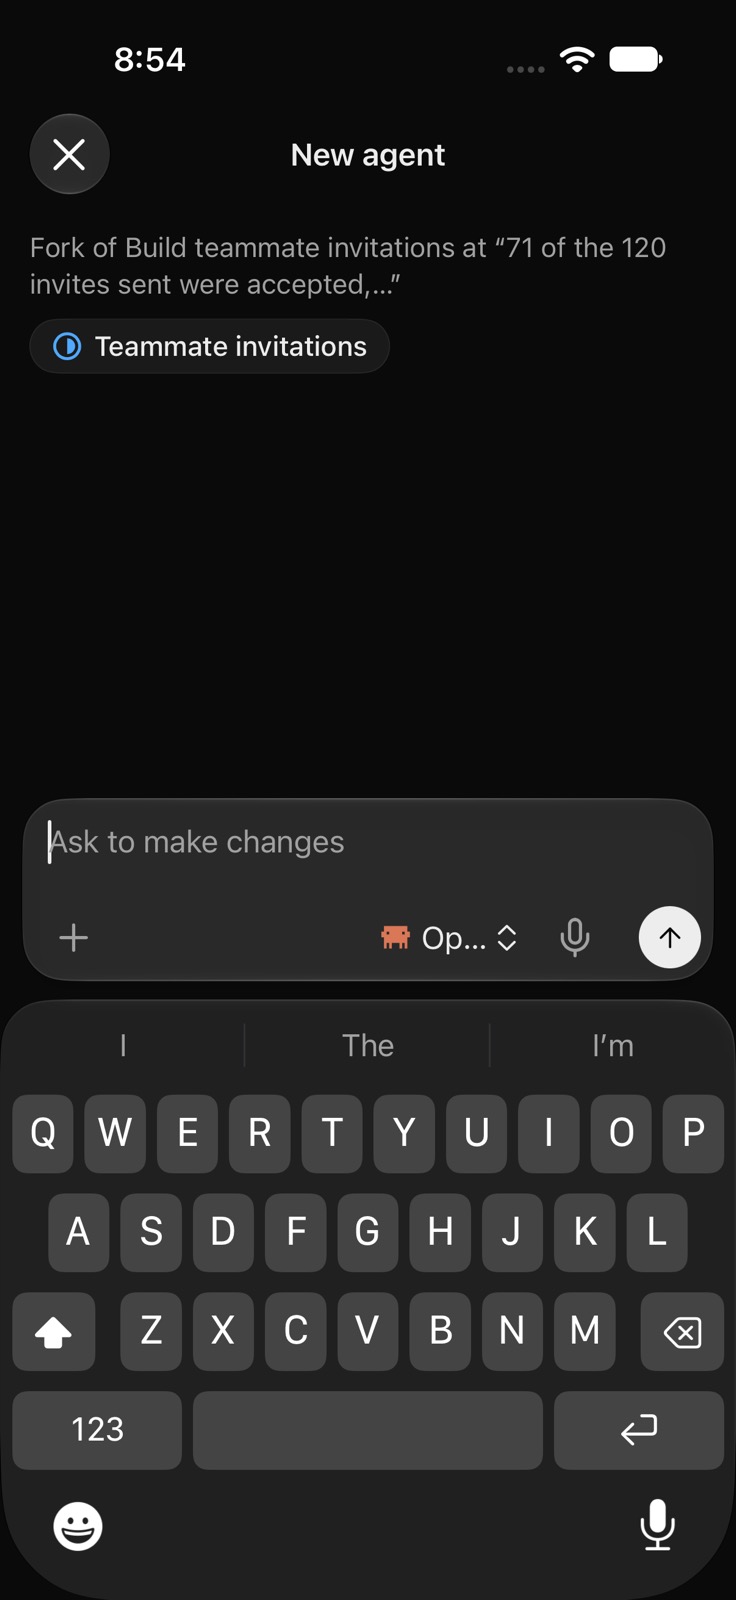 8:54
New agent
Fork of Build teammate invitations at “71 of the 120
invites sent were accepted,...”
Teammate invitations
Ask to make changes
Op...
I
The
I’m
Q W E R T Y U I O P
A S D F G H J K L
Z X C V B N M
123